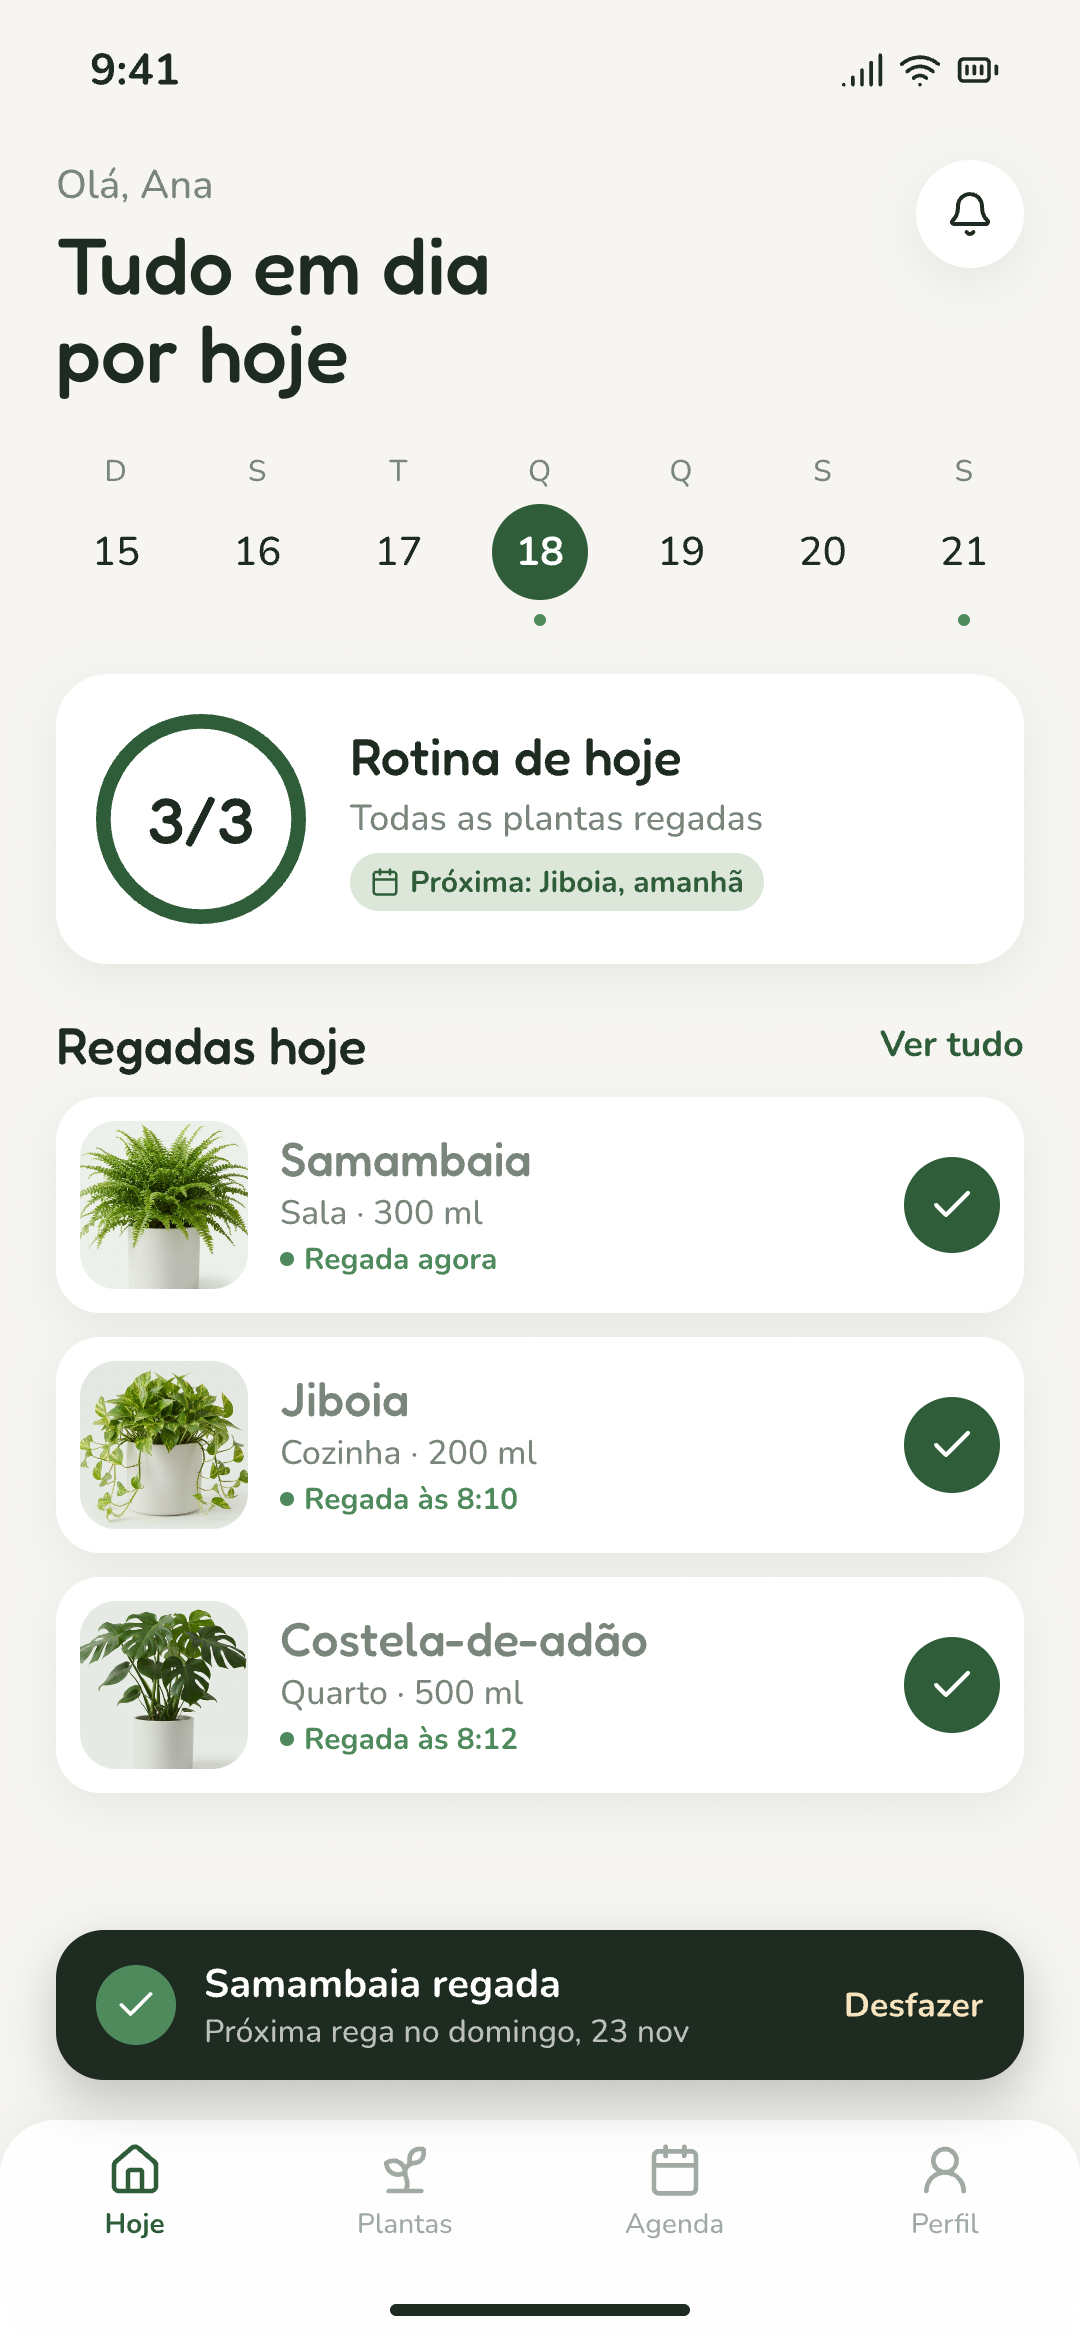 9:41
Olá, Ana
Tudo em dia
por hoje
D S T Q Q S S
15 16 17 18 19 20 21
3/3
Rotina de hoje
Todas as plantas regadas
Próxima: Jiboia, amanhã
Regadas hoje
Ver tudo
Samambaia
Sala · 300 ml
Regada agora
Jiboia
Cozinha · 200 ml
Regada às 8:10
Costela-de-adão
Quarto · 500 ml
Regada às 8:12
Samambaia regada
Próxima rega no domingo, 23 nov
Desfazer
Hoje
Plantas
Agenda
Perfil